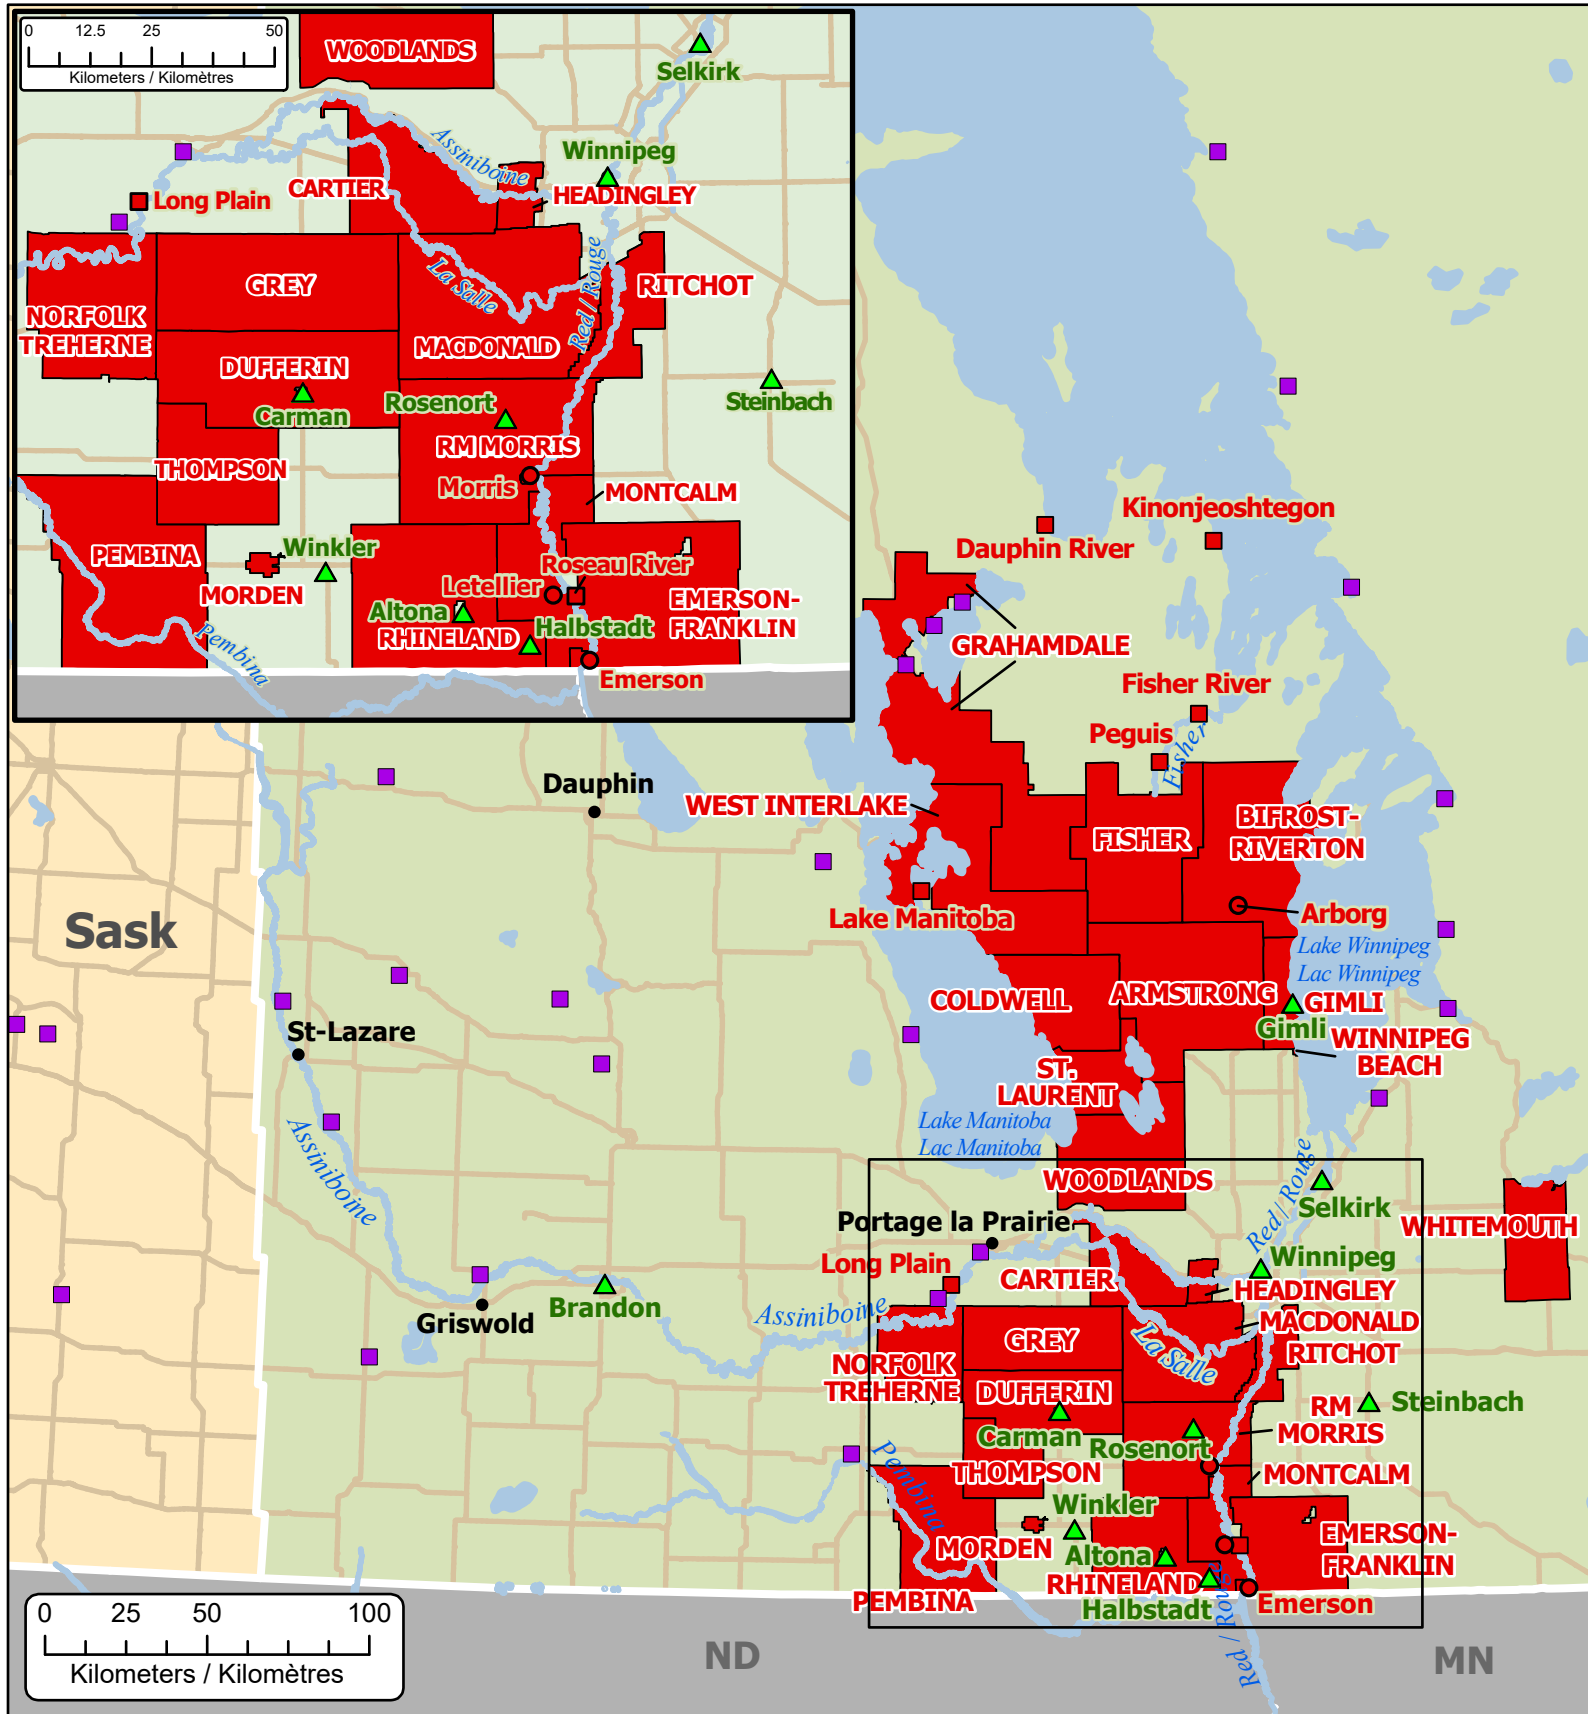 0 12.5 25 50
Kilometers / Kilomètres
WOODLANDS
Selkirk
Assiniboine
Winnipeg
CARTIER
HEADINGLEY
Long Plain
GREY
La Salle
Red / Rouge
RITCHOT
NORFOLK
TREHERNE
MACDONALD
DUFFERIN
Carman
Rosenort
Steinbach
RM MORRIS
THOMPSON
Morris
MONTCALM
PEMBINA
Winkler
MORDEN
Letellier
Roseau River
Altona
RHINELAND
Halbstadt
EMERSON-
FRANKLIN
Pembina
Emerson
Kinonjeoshtegon
Dauphin River
GRAHAMDALE
Fisher River
Peguis
Fisher
Dauphin
WEST INTERLAKE
BIFROST-
RIVERTON
FISHER
Sask
Lake Manitoba
Arborg
Lake Winnipeg
Lac Winnipeg
COLDWELL
ARMSTRONG
GIMLI
Gimli
St-Lazare
WINNIPEG
BEACH
ST.
LAURENT
Lake Manitoba
Lac Manitoba
Assiniboine
WOODLANDS
Red / Rouge
Selkirk
Portage la Prairie
WHITEMOUTH
Winnipeg
Long Plain
CARTIER
HEADINGLEY
Assiniboine
Brandon
Griswold
MACDONALD
GREY
La Salle
RITCHOT
NORFOLK
TREHERNE
DUFFERIN
RM
MORRIS
Steinbach
Carman
Rosenort
THOMPSON
MONTCALM
Pembina
Winkler
MORDEN
Altona
EMERSON-
FRANKLIN
RHINELAND
PEMBINA
Halbstadt
Emerson
Red / Rouge
0 25 50 100
Kilometers / Kilomètres
ND
MN